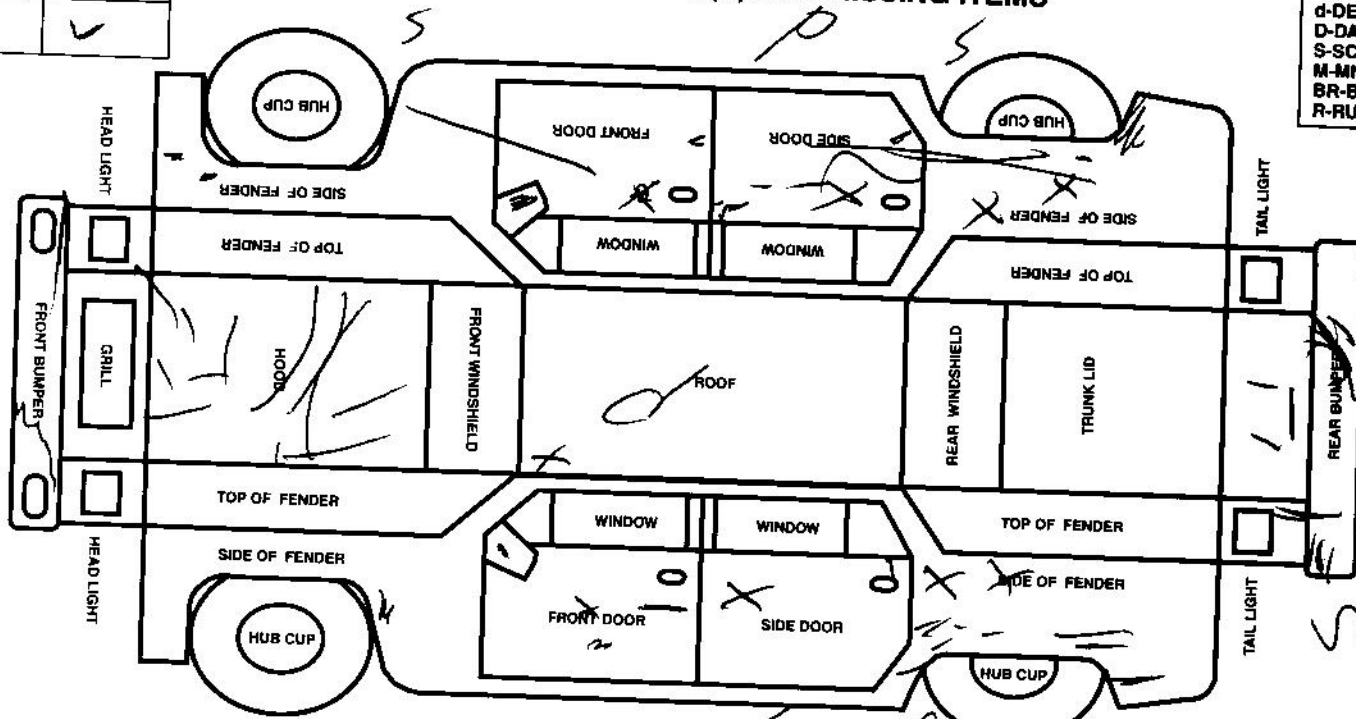 ISSING ITEMS
S
P
S
d-DE
D-DA
S-SC
M-MI
BR-B
R-RU
HUB CUP
HUB CUP
HEAD LIGHT
FRONT DOOR
SIDE DOOR
TAIL LIGHT
SIDE OF FENDER
SIDE OF FENDER
TOP OF FENDER
WINDOW
WINDOW
TOP OF FENDER
FRONT BUMPER
GRILL
HOOD
FRONT WINDSHIELD
ROOF
REAR WINDSHIELD
TRUNK LID
REAR BUMPER
TOP OF FENDER
WINDOW
WINDOW
TOP OF FENDER
SIDE OF FENDER
SIDE OF FENDER
HEAD LIGHT
FRONT DOOR
SIDE DOOR
TAIL LIGHT
S
HUB CUP
HUB CUP